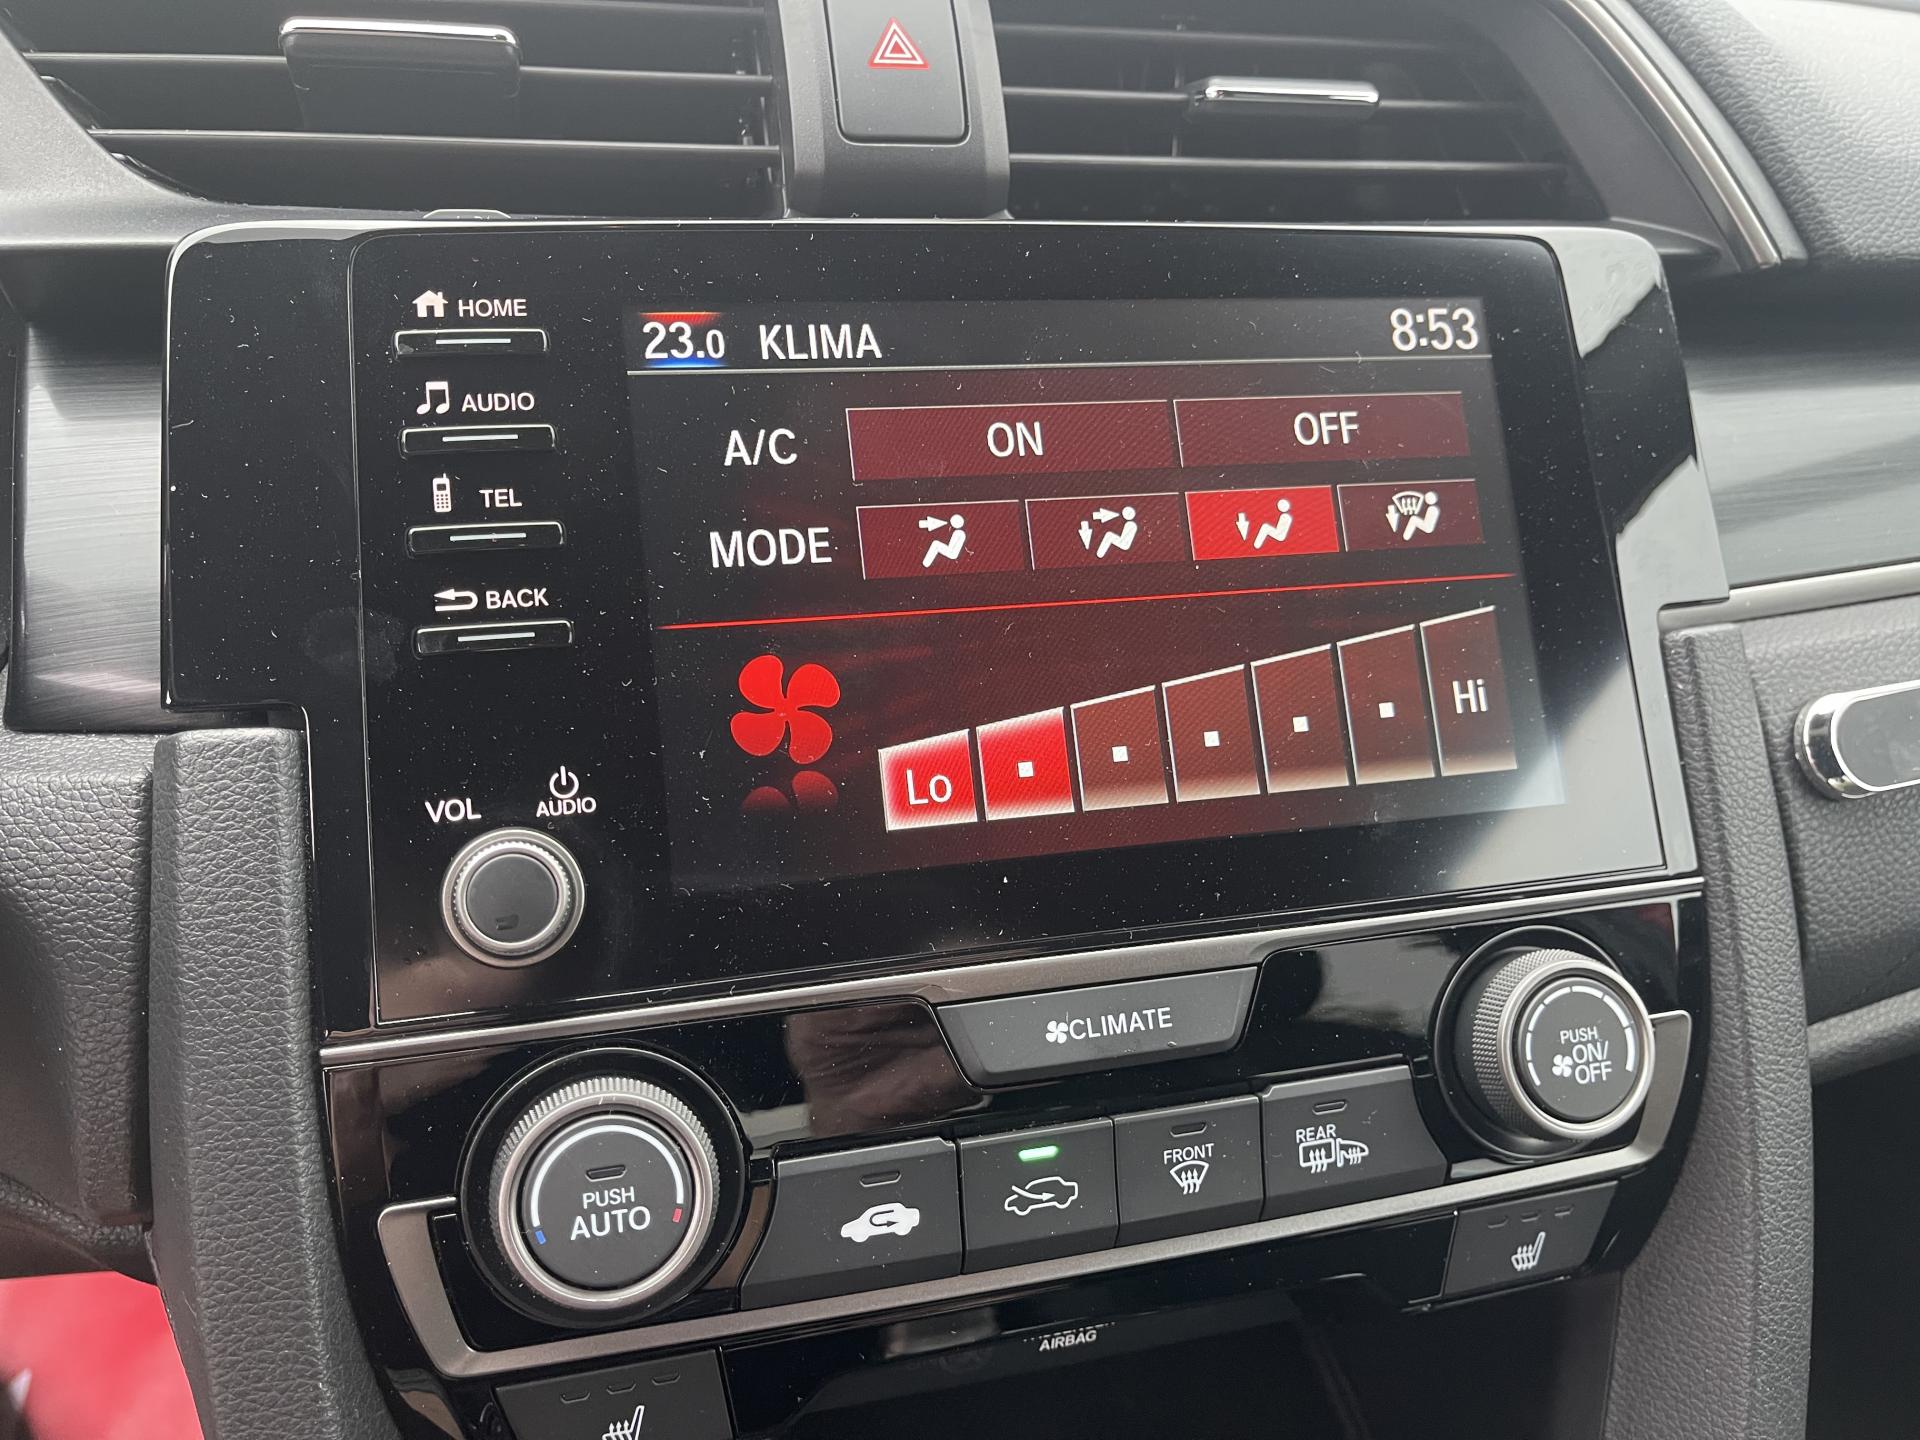 HOME
AUDIO
TEL
BACK
VOL
AUDIO
23.0 KLIMA 8:53
A/C ON OFF
MODE
Lo Hi
CLIMATE
PUSH
ON/
OFF
PUSH
AUTO
FRONT
REAR
AIRBAG